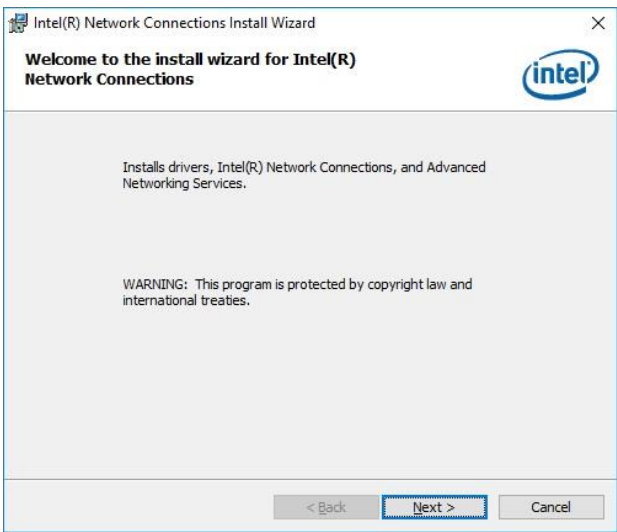 Intel(R) Network Connections Install Wizard
Welcome to the install wizard for Intel(R)
Network Connections
intel
Installs drivers, Intel(R) Network Connections, and Advanced
Networking Services.
WARNING: This program is protected by copyright law and
international treaties.
< Back
Next >
Cancel